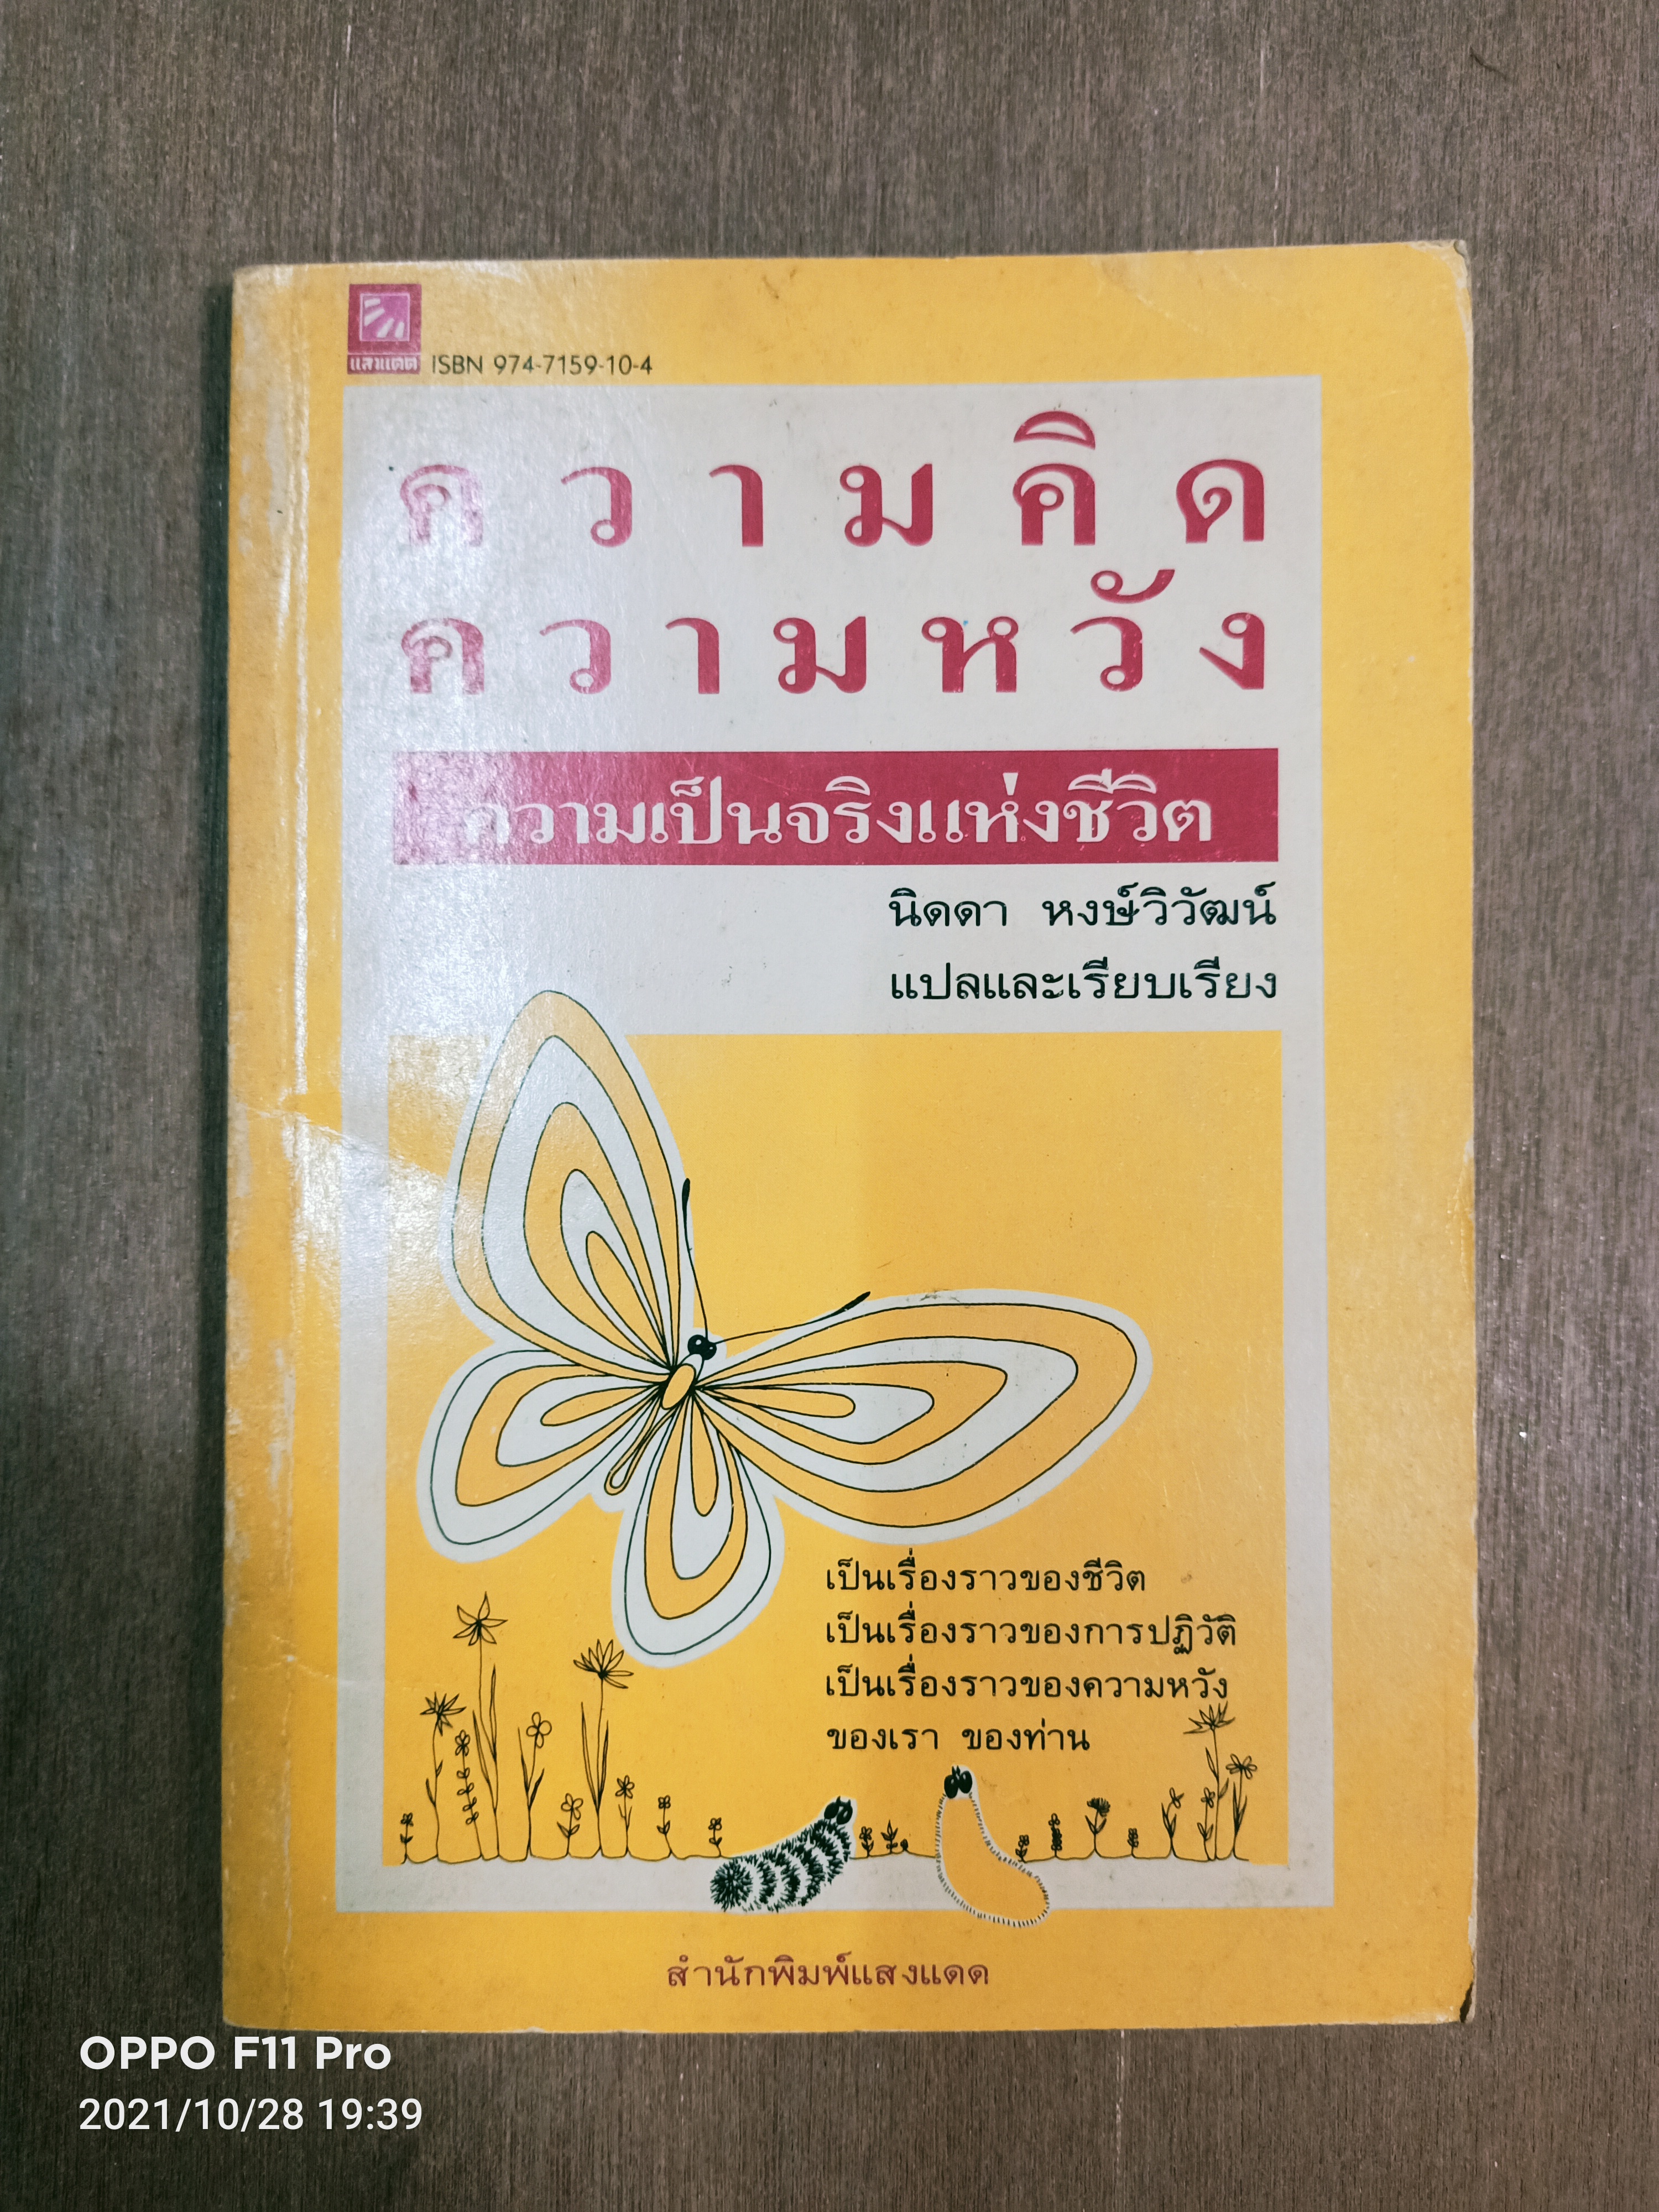 แสงแดด ISBN 974-7159-10-4
ความคิด
ความหวัง
ความเป็นจริงแห่งชีวิต
นิดดา หงษ์วิวัฒน์
แปลและเรียบเรียง
เป็นเรื่องราวของชีวิต
เป็นเรื่องราวของการปฏิวัติ
เป็นเรื่องราวของความหวัง
ของเรา ของท่าน
สำนักพิมพ์แสงแดด
OPPO F11 Pro
2021/10/28 19:39